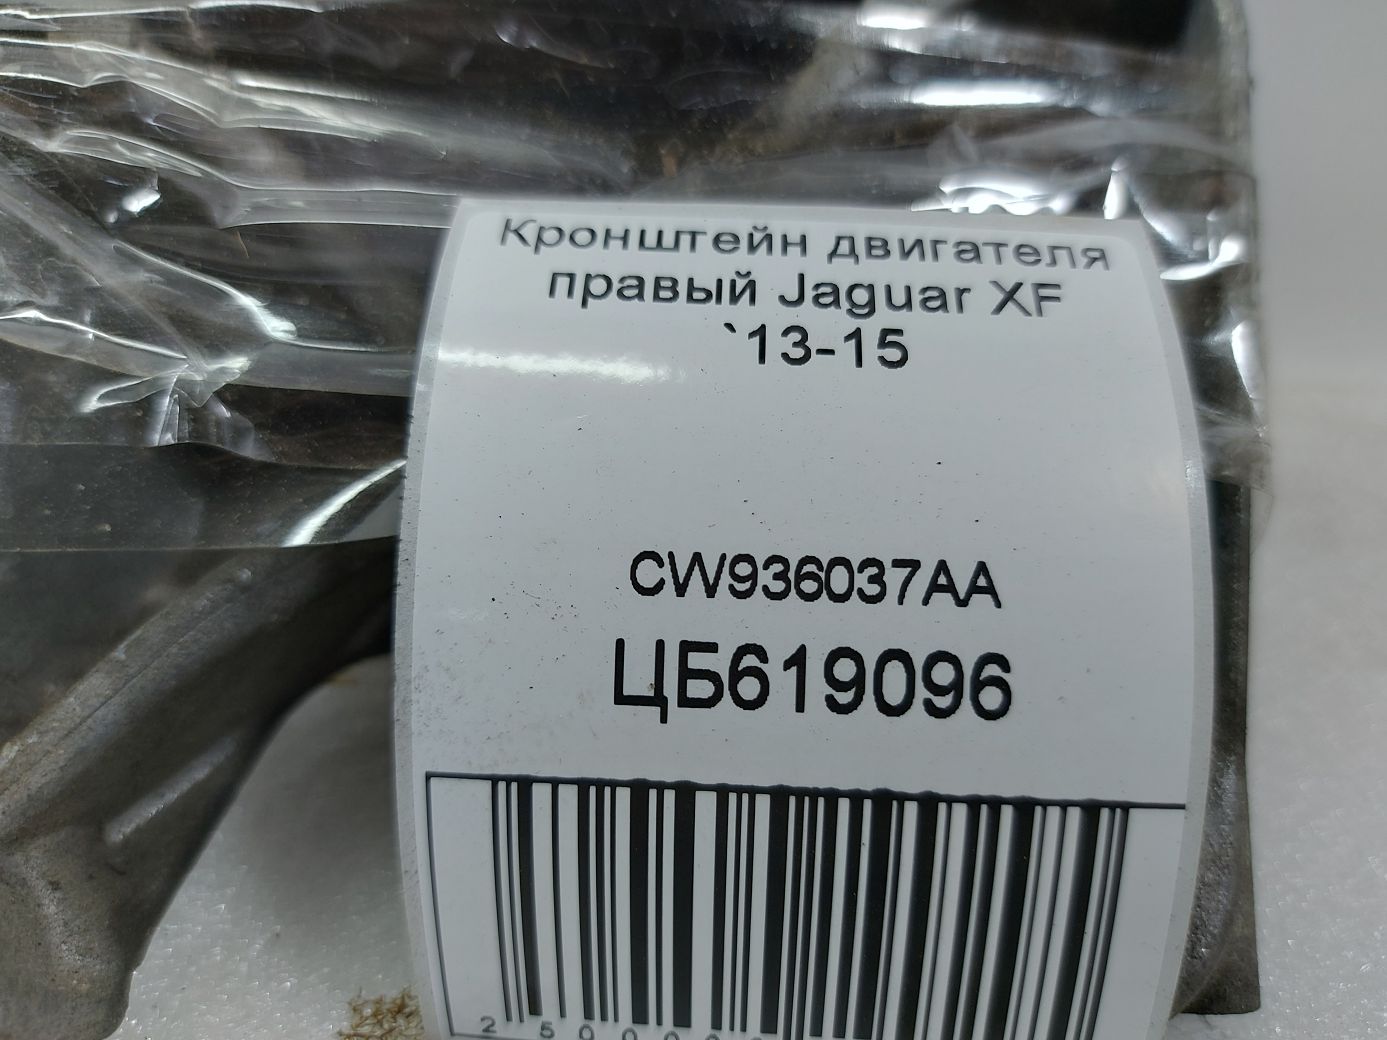 Кронштейн двигателя
правый Jaguar XF
`13-15
CW936037AA
ЦБ619096